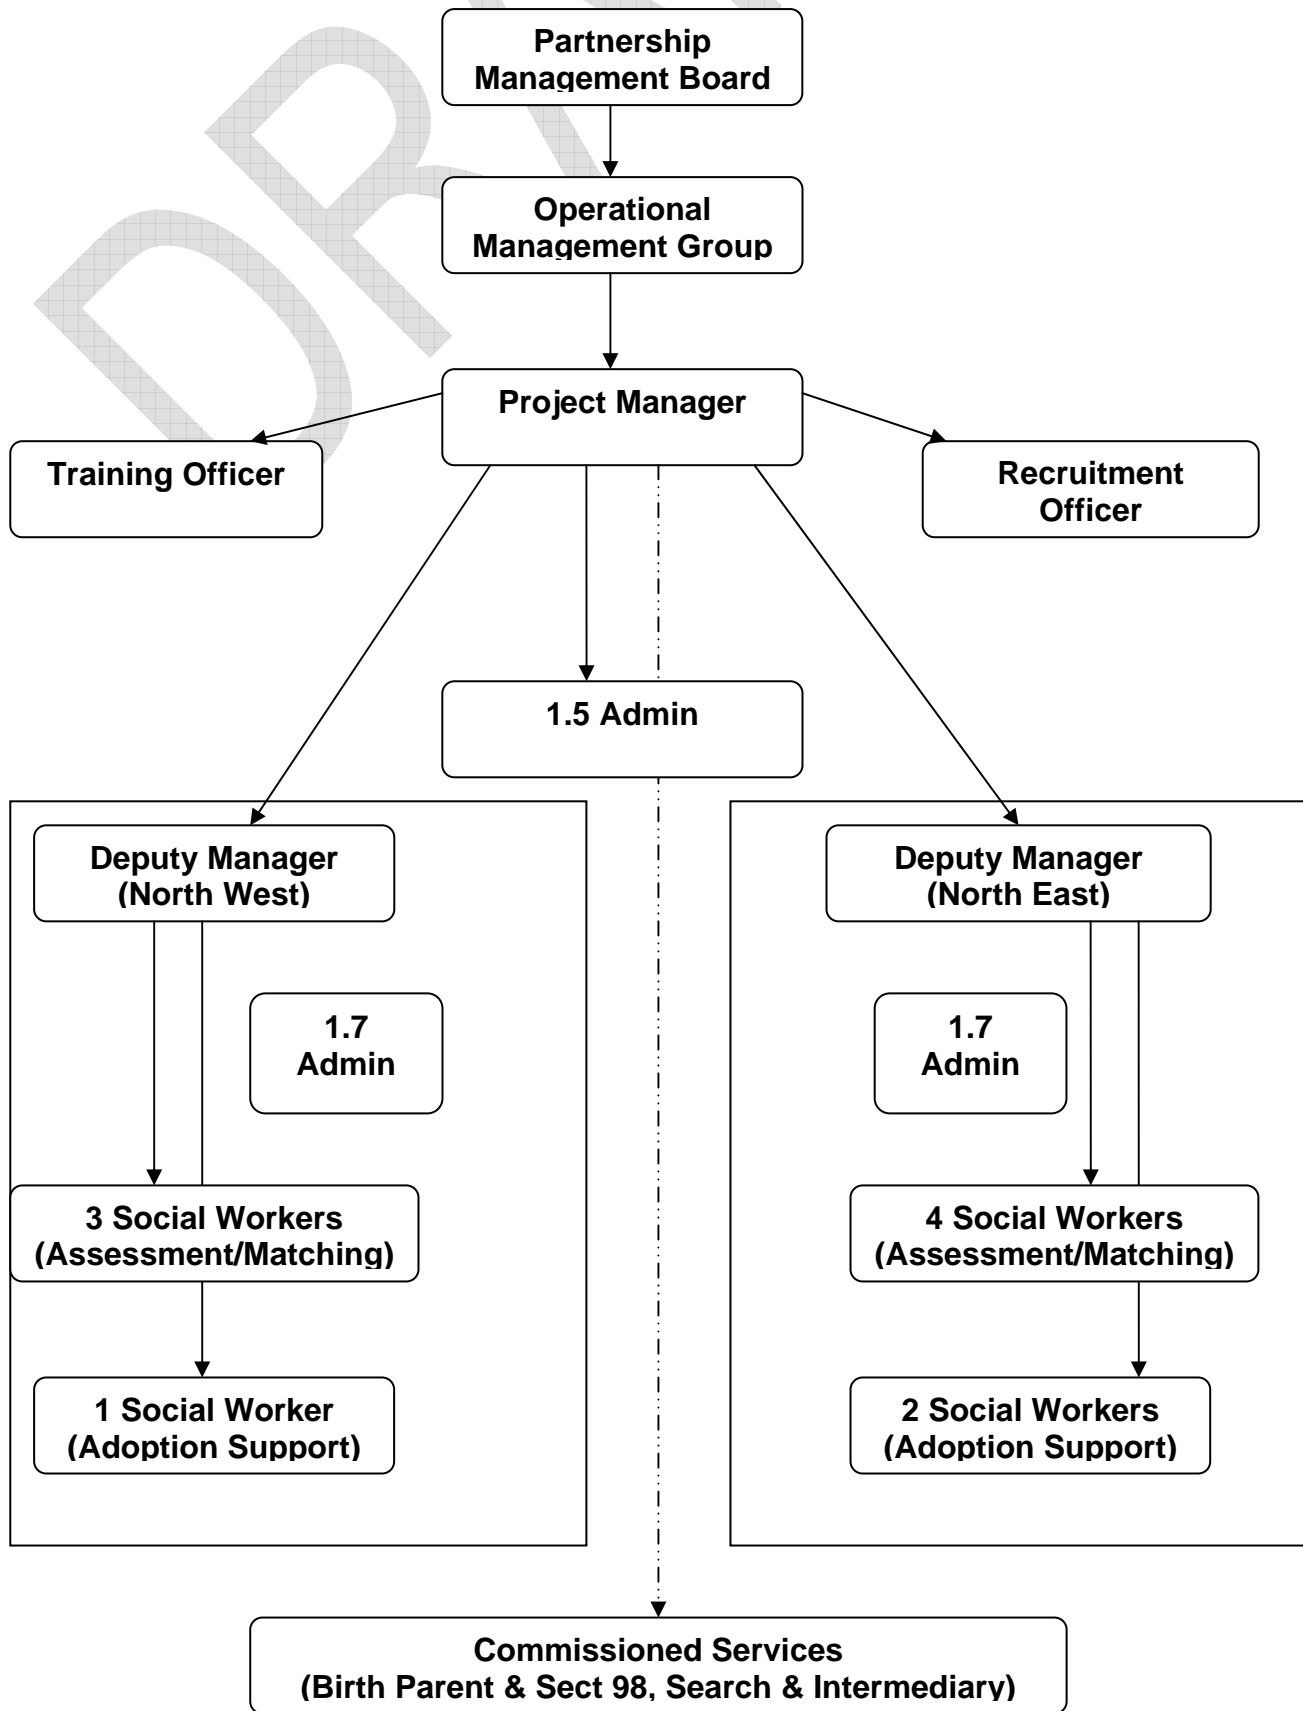 DRA
Partnership
Management Board
Operational
Management Group
Project Manager
Training Officer
Recruitment
Officer
1.5 Admin
Deputy Manager
(North West)
Deputy Manager
(North East)
1.7
Admin
1.7
Admin
3 Social Workers
(Assessment/Matching)
4 Social Workers
(Assessment/Matching)
1 Social Worker
(Adoption Support)
2 Social Workers
(Adoption Support)
Commissioned Services
(Birth Parent & Sect 98, Search & Intermediary)